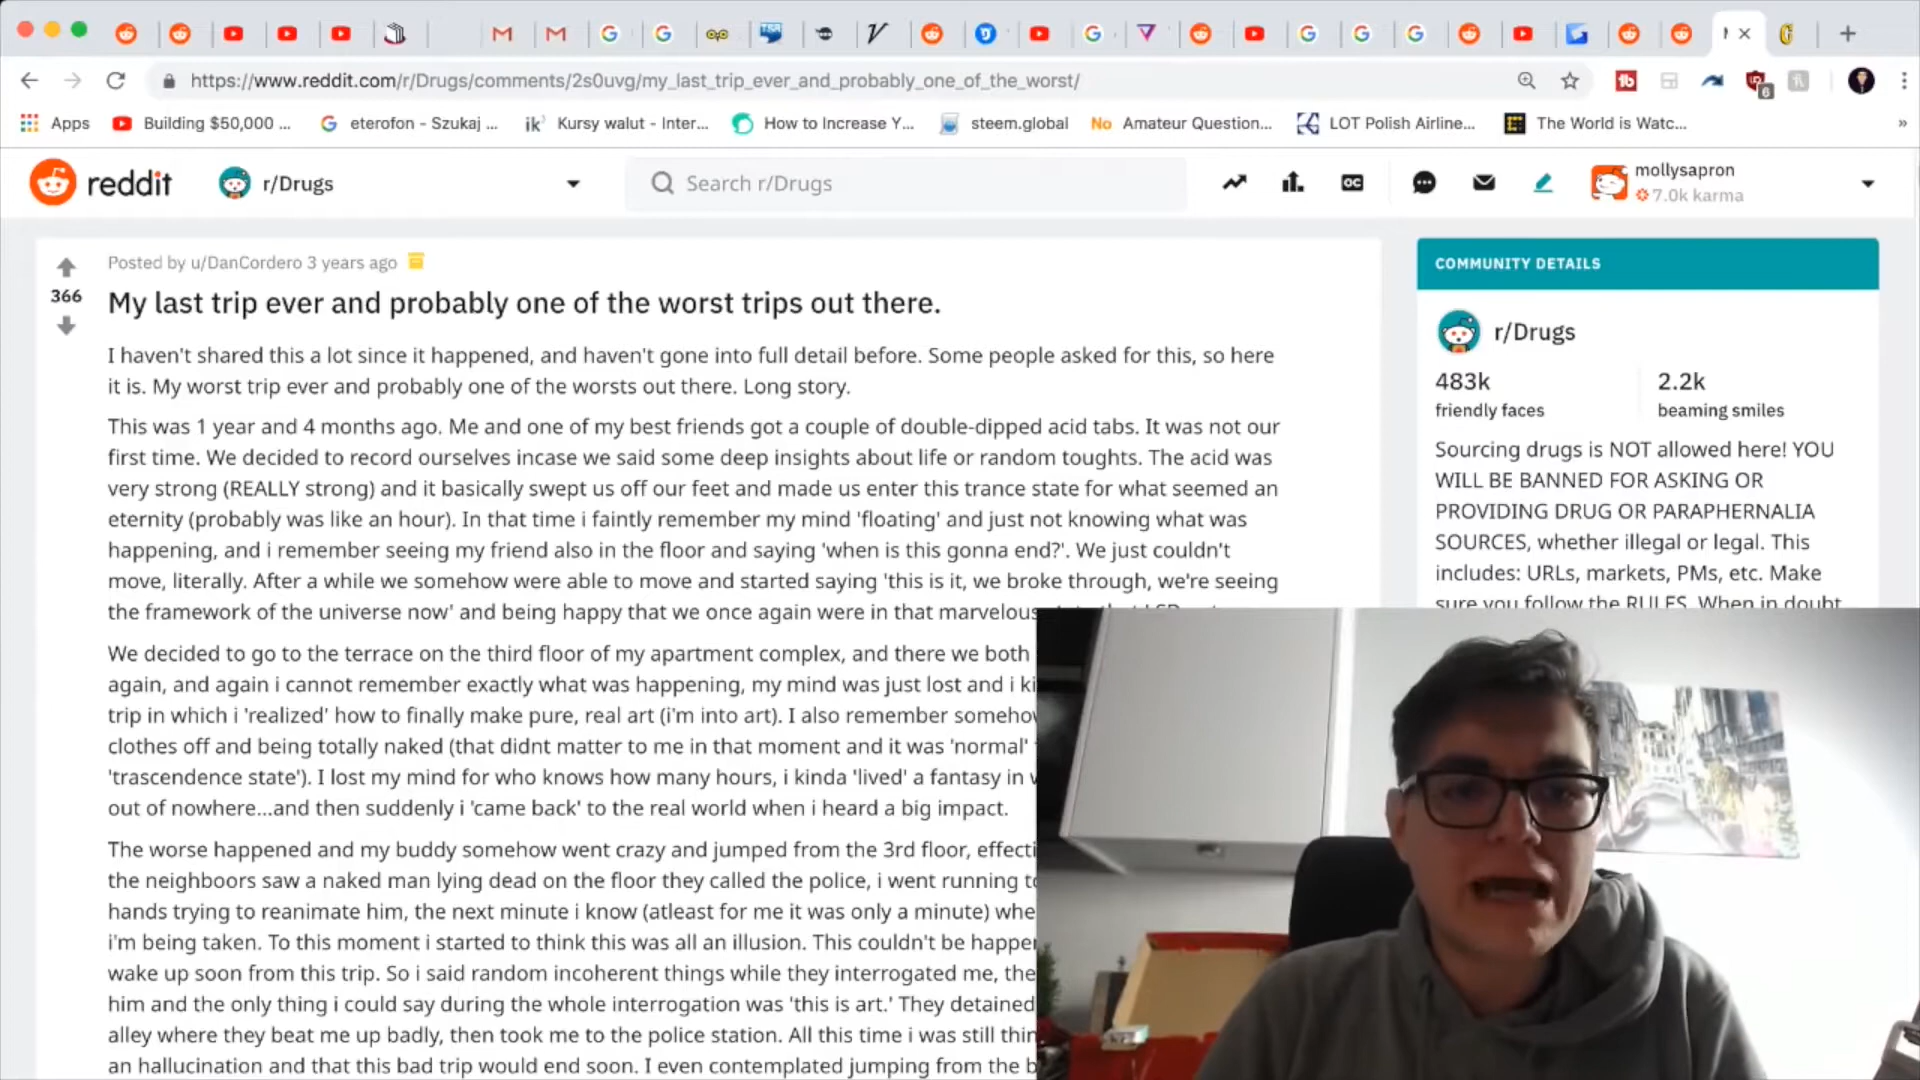 https://www.reddit.com/r/Drugs/comments/2s0uvg/my_last_trip_ever_and_probably_one_of_the_worst/
6
Apps
Building $50,000 ...
eterofon - Szukaj ...
Kursy walut - Inter...
How to Increase Y...
steem.global
No Amateur Question...
LOT Polish Airline...
The World is Watc...
»
reddit
r/Drugs
Search r/Drugs
OC
mollysapron
7.0k karma
Posted by u/DanCordero 3 years ago
366
My last trip ever and probably one of the worst trips out there.
I haven't shared this a lot since it happened, and haven't gone into full detail before. Some people asked for this, so here
it is. My worst trip ever and probably one of the worsts out there. Long story.
This was 1 year and 4 months ago. Me and one of my best friends got a couple of double-dipped acid tabs. It was not our
first time. We decided to record ourselves incase we said some deep insights about life or random toughts. The acid was
very strong (REALLY strong) and it basically swept us off our feet and made us enter this trance state for what seemed an
eternity (probably was like an hour). In that time i faintly remember my mind 'floating' and just not knowing what was
happening, and i remember seeing my friend also in the floor and saying 'when is this gonna end?'. We just couldn't
move, literally. After a while we somehow were able to move and started saying 'this is it, we broke through, we're seeing
the framework of the universe now' and being happy that we once again were in that marvelous
We decided to go to the terrace on the third floor of my apartment complex, and there we both
again, and again i cannot remember exactly what was happening, my mind was just lost and i ki
trip in which i 'realized' how to finally make pure, real art (i'm into art). I also remember someho
clothes off and being totally naked (that didnt matter to me in that moment and it was 'normal'
'trascendence state'). I lost my mind for who knows how many hours, i kinda 'lived' a fantasy in
out of nowhere...and then suddenly i 'came back' to the real world when i heard a big impact.
The worse happened and my buddy somehow went crazy and jumped from the 3rd floor, effecti
the neighboors saw a naked man lying dead on the floor they called the police, i went running
hands trying to reanimate him, the next minute i know (atleast for me it was only a minute) whe
i'm being taken. To this moment i started to think this was all an illusion. This couldn't be happe
wake up soon from this trip. So i said random incoherent things while they interrogated me, the
him and the only thing i could say during the whole interrogation was 'this is art.' They detained
alley where they beat me up badly, then took me to the police station. All this time i was still thin
an hallucination and that this bad trip would end soon. I even contemplated jumping from the b
COMMUNITY DETAILS
r/Drugs
483k
friendly faces
2.2k
beaming smiles
Sourcing drugs is NOT allowed here! YOU
WILL BE BANNED FOR ASKING OR
PROVIDING DRUG OR PARAPHERNALIA
SOURCES, whether illegal or legal. This
includes: URLs, markets, PMs, etc. Make
sure you follow the RULES. When in doubt